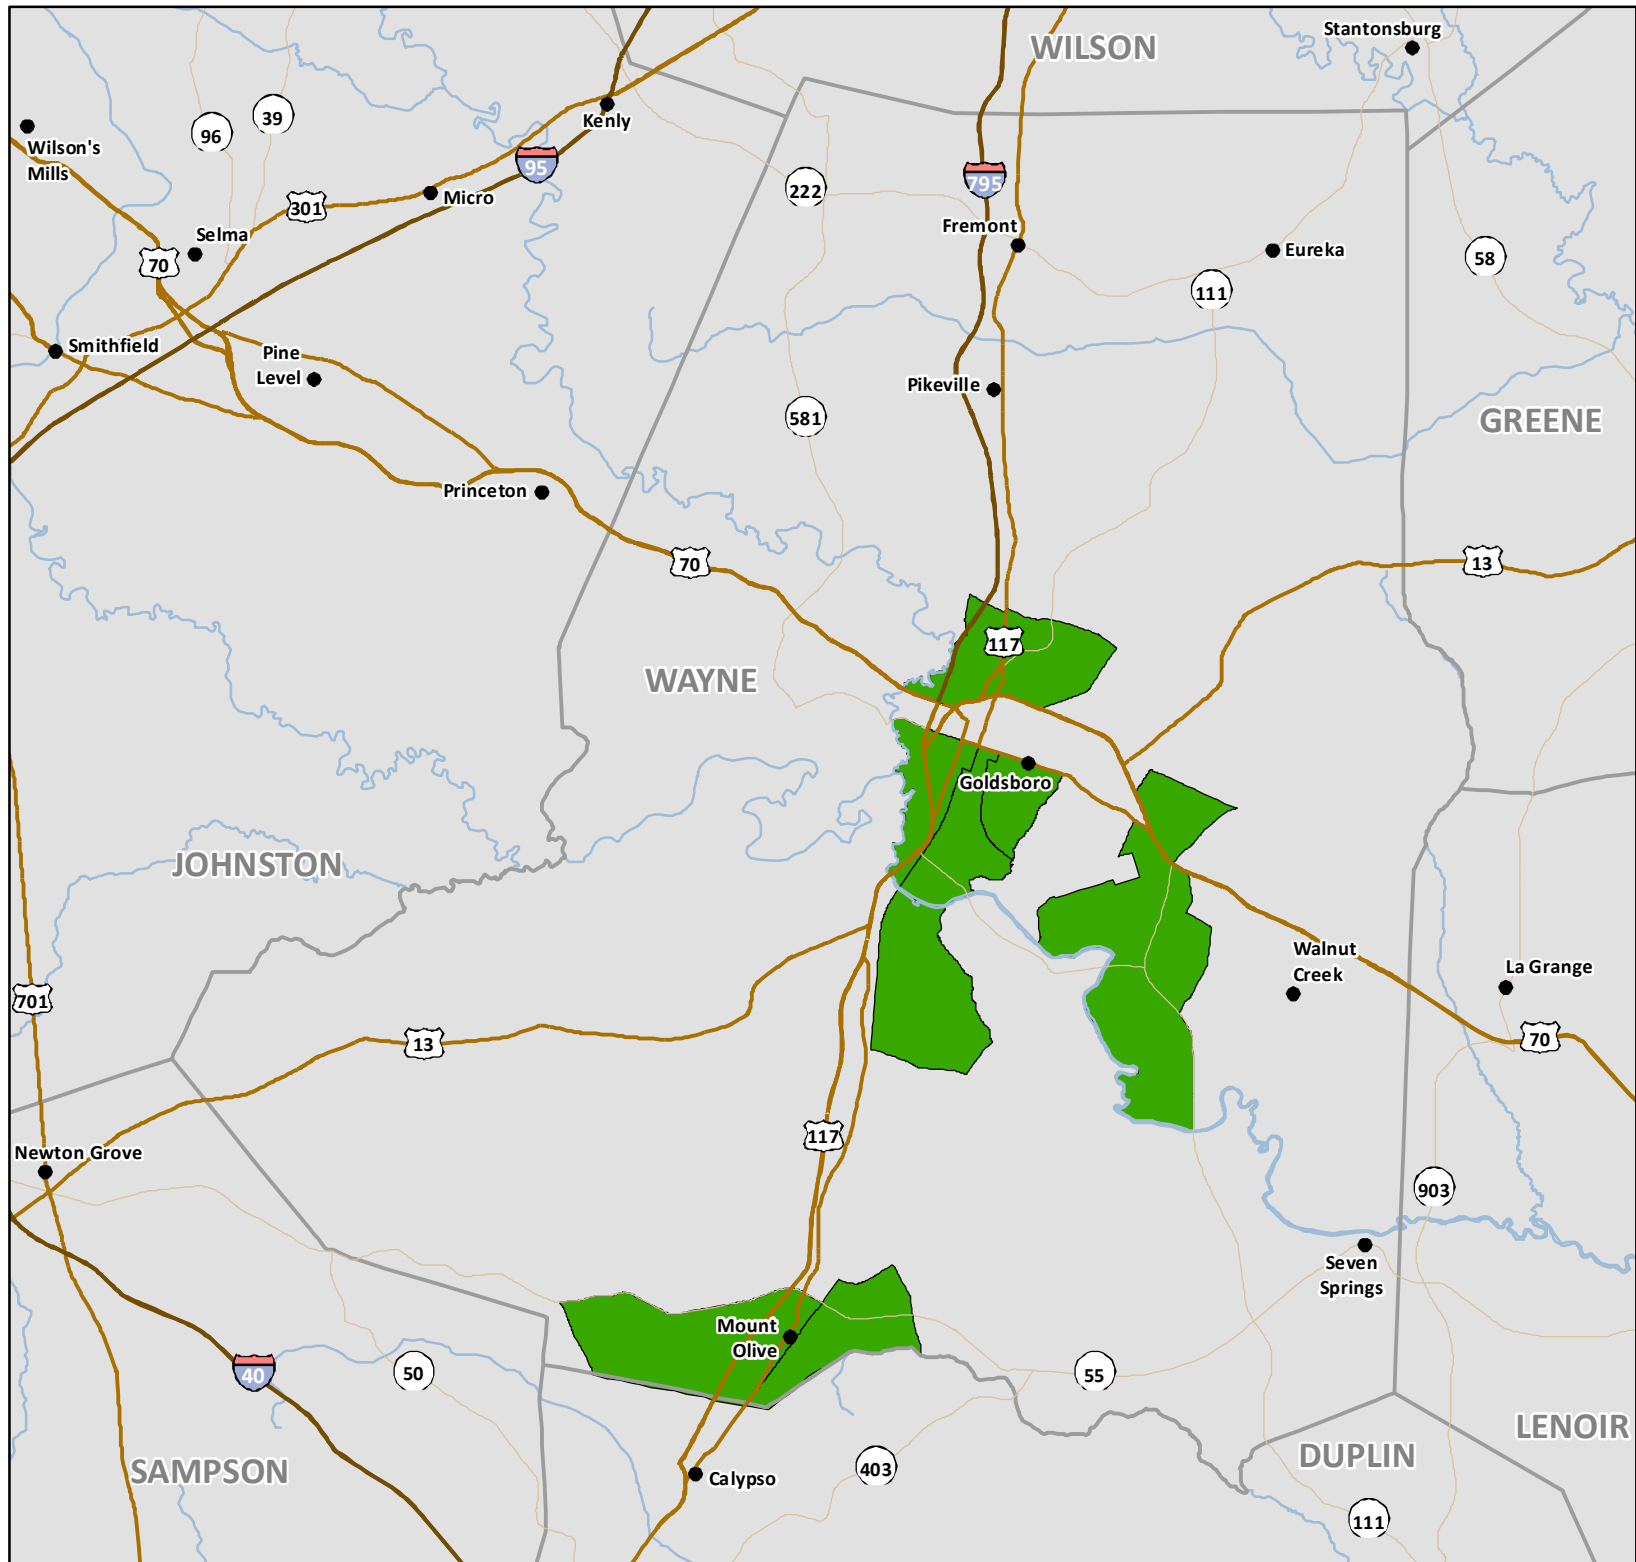 Stantonsburg
WILSON
Kenly
39
96
Wilson's
Mills
95
222
795
Micro
301
Fremont
Selma
Eureka
58
70
111
Smithfield
Pine
Level
Pikeville
581
GREENE
Princeton
70
13
117
WAYNE
Goldsboro
JOHNSTON
Walnut
Creek
La Grange
701
13
70
117
Newton Grove
903
Seven
Springs
Mount
Olive
40
50
55
LENOIR
DUPLIN
SAMPSON
403
Calypso
111